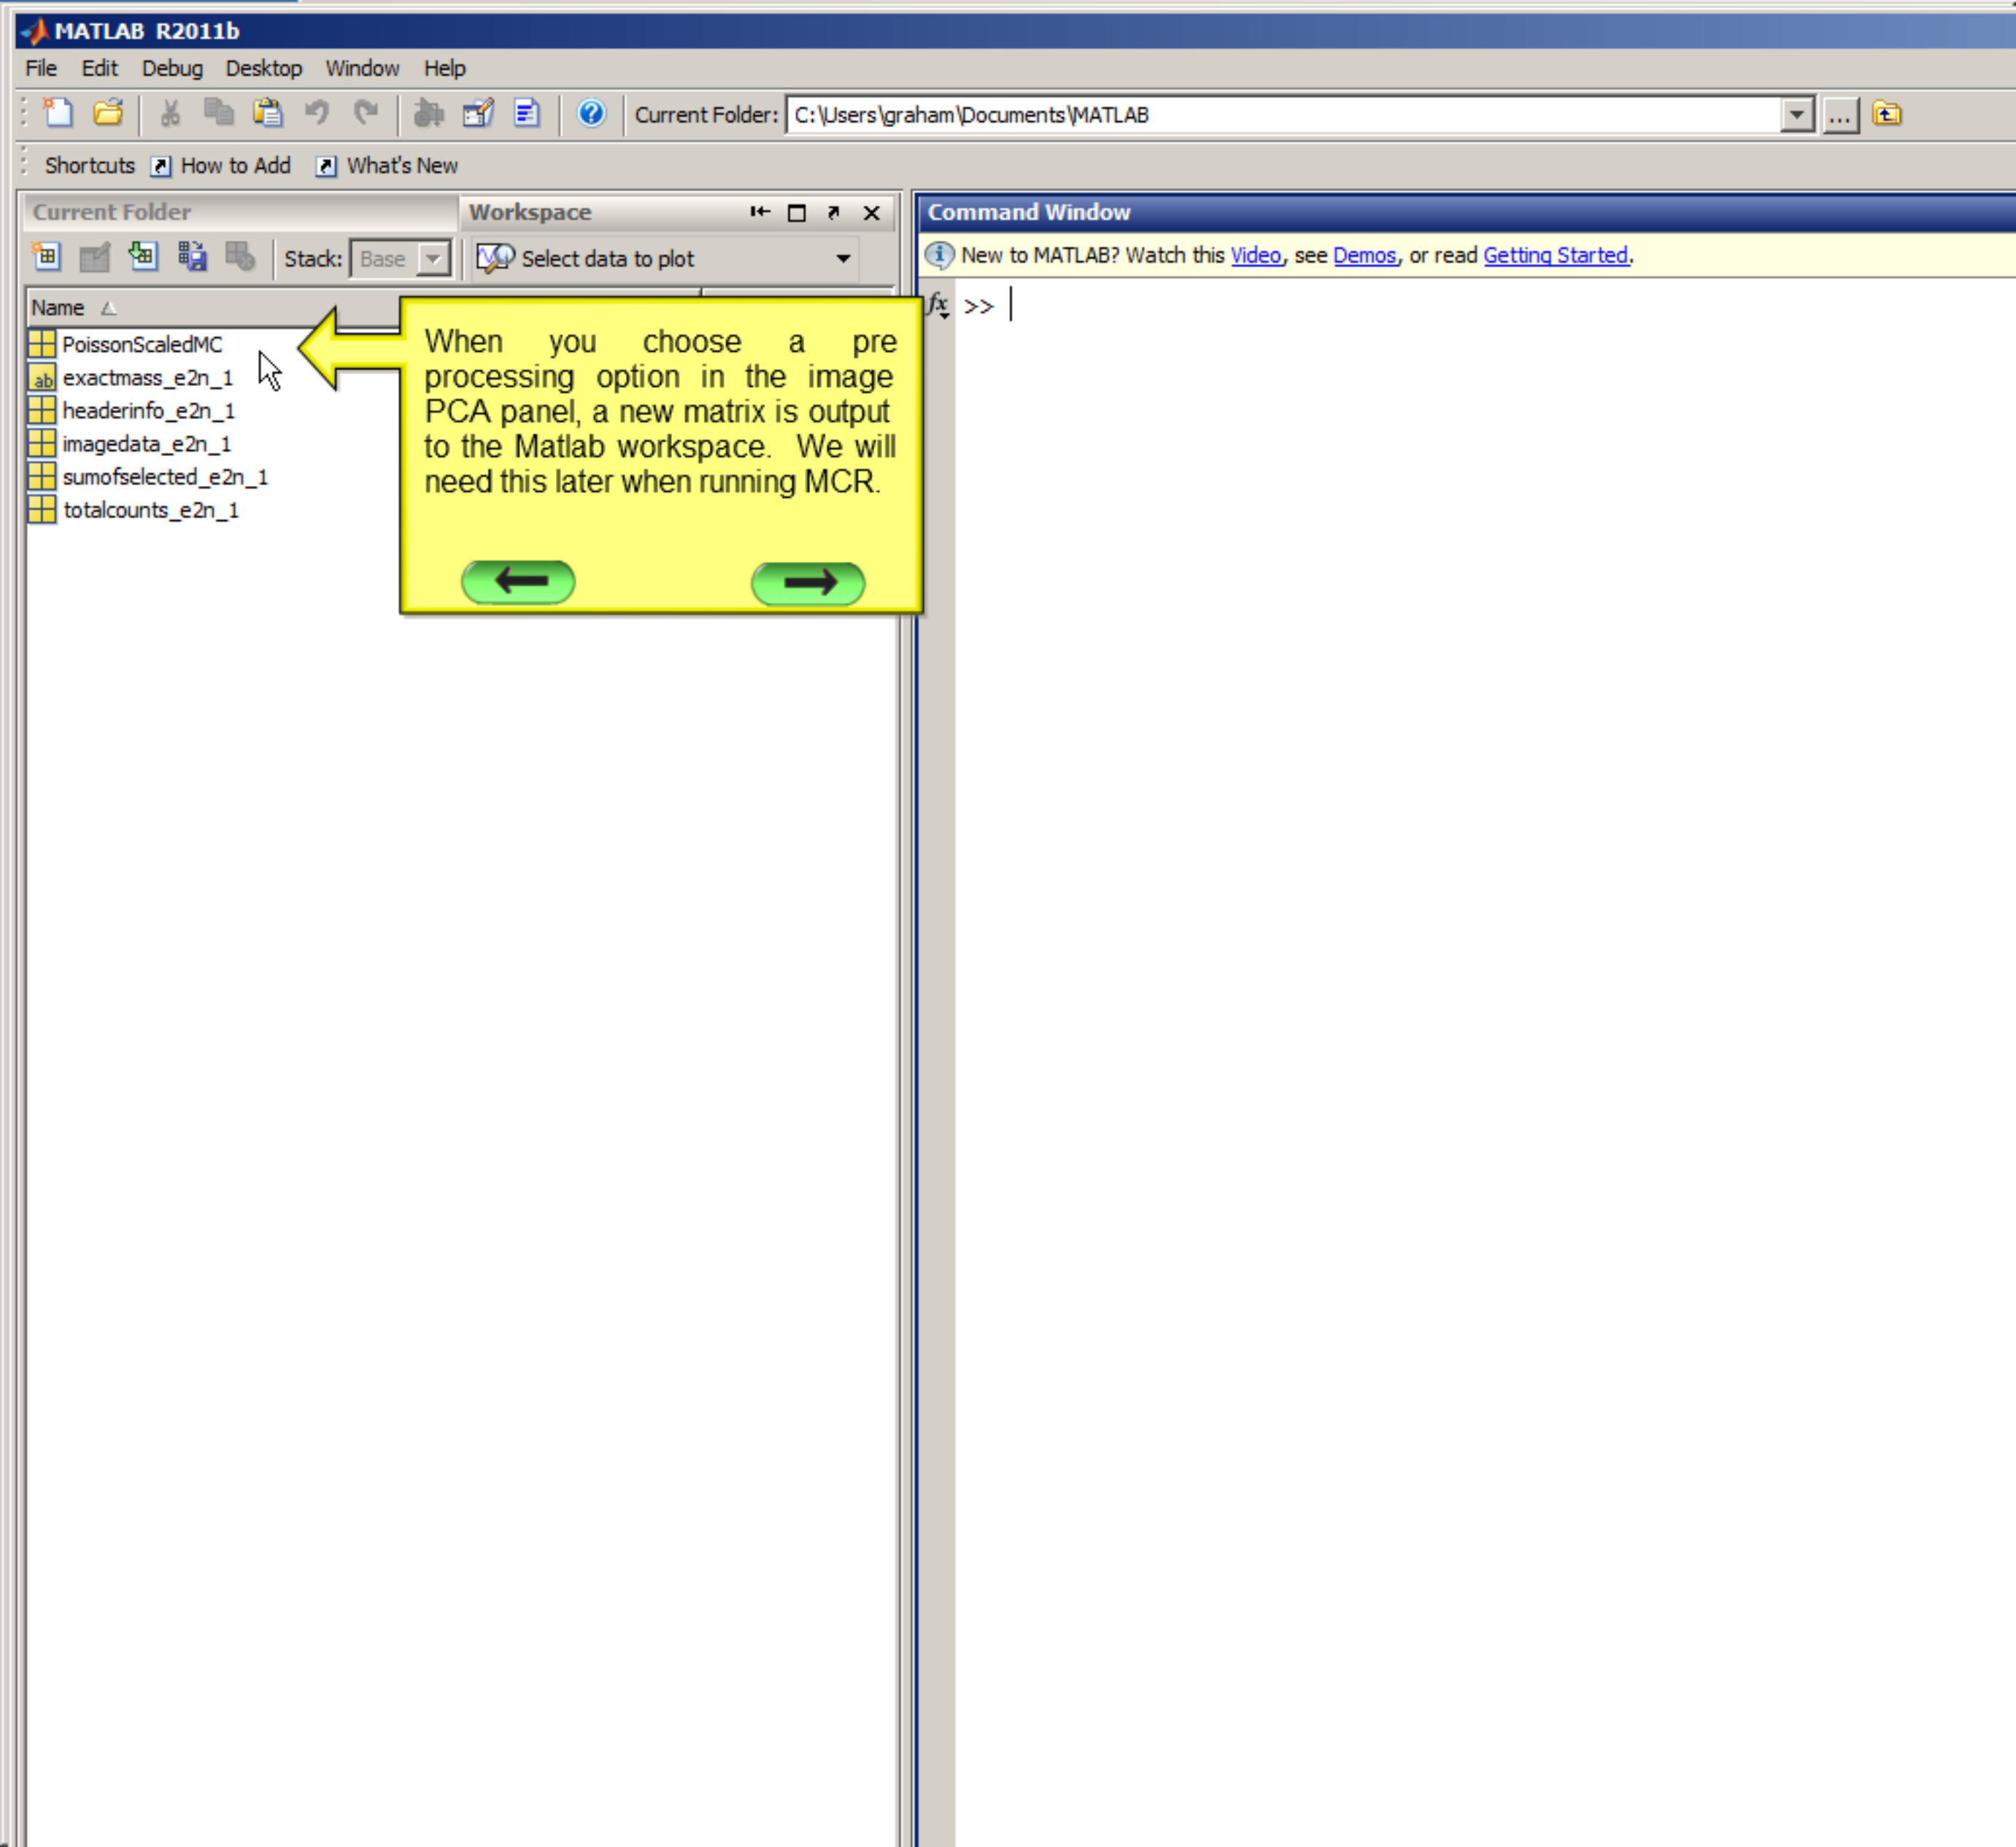 MATLAB R2011b
File Edit Debug Desktop Window Help
Current Folder: C:\Users\graham\Documents\MATLAB ...
Shortcuts How to Add What's New
Current Folder
Workspace
Stack: Base Select data to plot
Name
PoissonScaledMC
ab exactmass_e2n_1
headerinfo_e2n_1
imagedata_e2n_1
sumofselected_e2n_1
totalcounts_e2n_1
When you choose a pre
processing option in the image
PCA panel, a new matrix is output
to the Matlab workspace. We will
need this later when running MCR.
Command Window
New to MATLAB? Watch this Video, see Demos, or read Getting Started.
fx >>